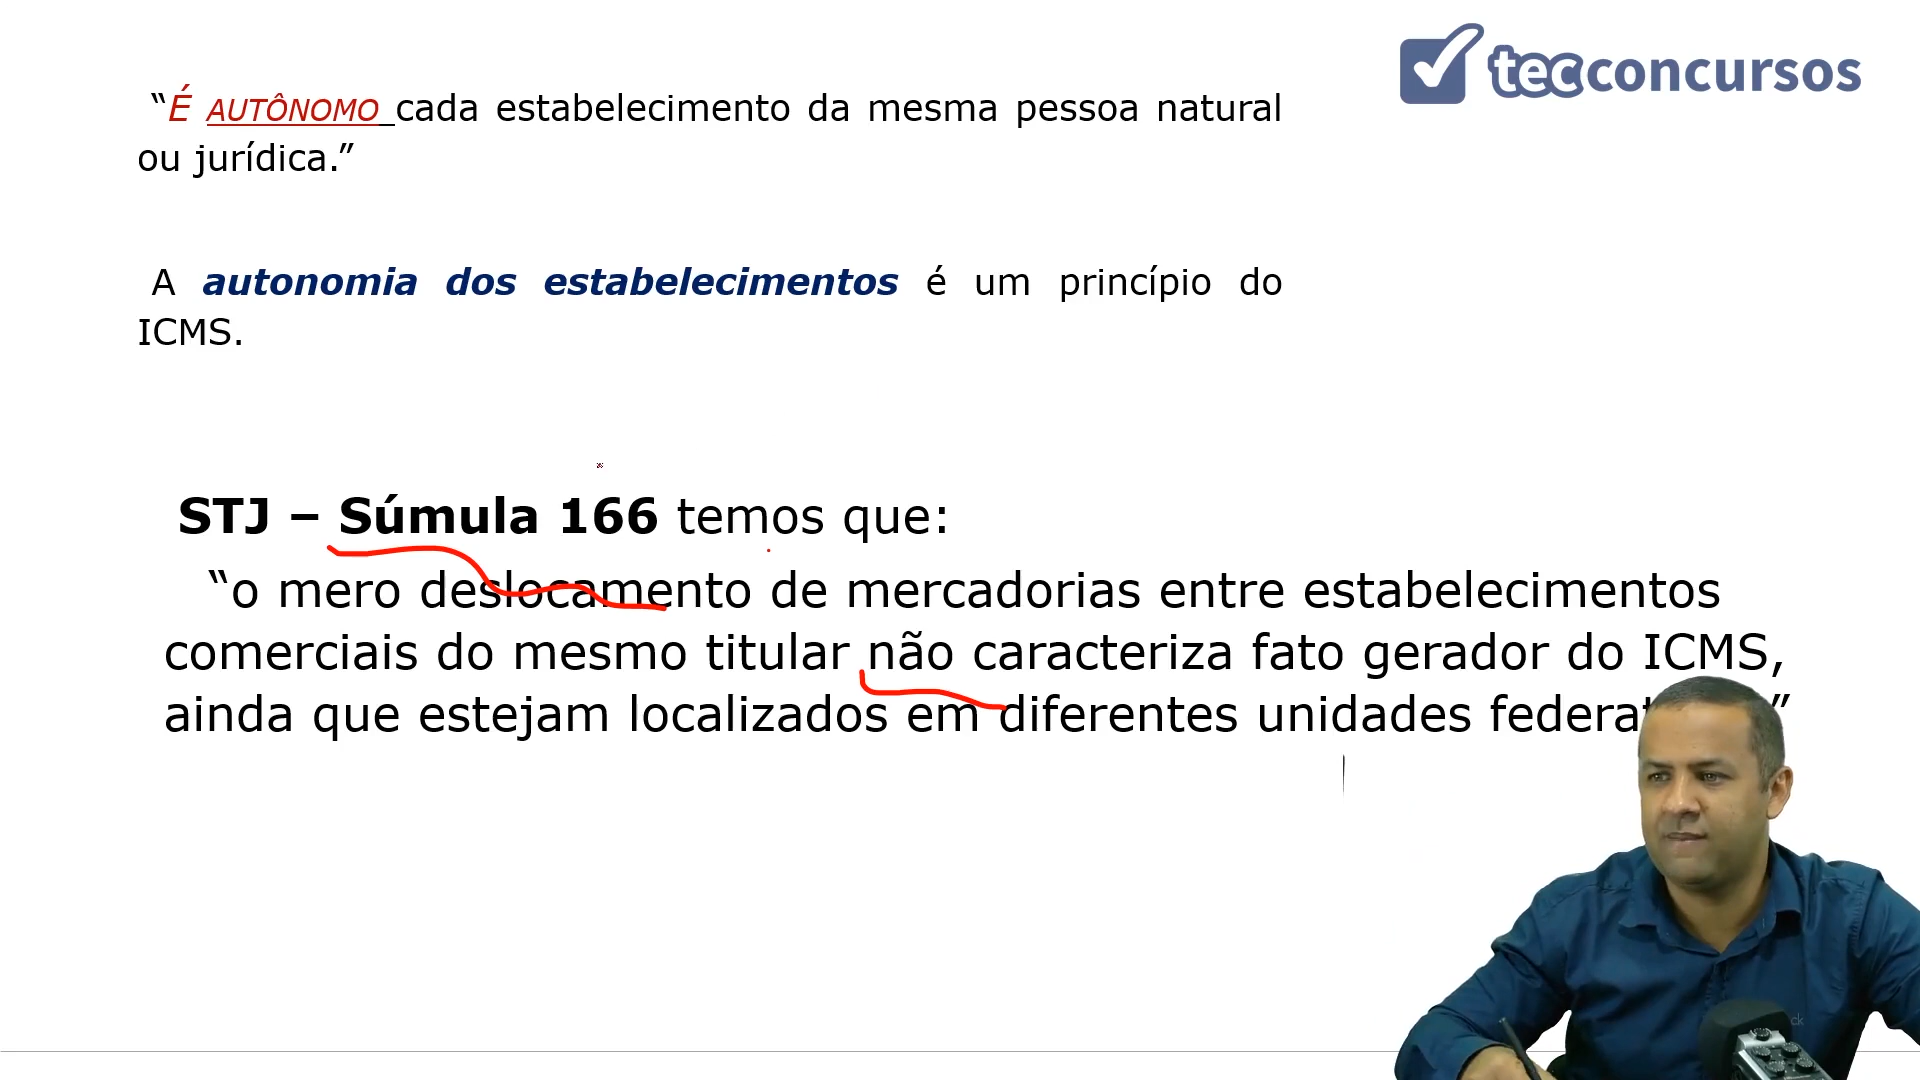 tecconcursos
“É AUTÔNOMO cada estabelecimento da mesma pessoa natural
ou jurídica.”
A autonomia dos estabelecimentos é um princípio do
ICMS.
STJ – Súmula 166 temos que:
“o mero deslocamento de mercadorias entre estabelecimentos
comerciais do mesmo titular não caracteriza fato gerador do ICMS,
ainda que estejam localizados em diferentes unidades